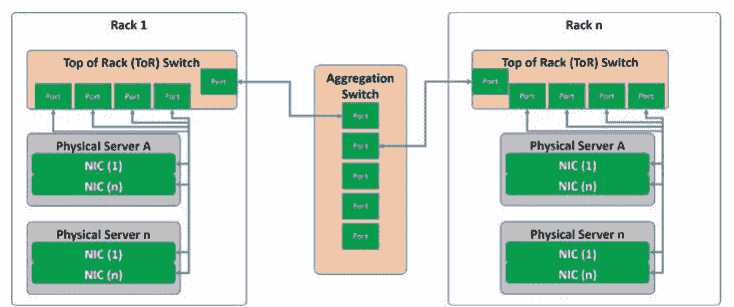 Rack 1
Top of Rack (ToR) Switch
Port
Port
Port
Port
Port
Physical Server A
NIC (1)
NIC (n)
Physical Server n
NIC (1)
NIC (n)
Aggregation
Switch
Port
Port
Port
Port
Port
Rack n
Top of Rack (ToR) Switch
Port
Port
Port
Port
Port
Physical Server A
NIC (1)
NIC (n)
Physical Server n
NIC (1)
NIC (n)